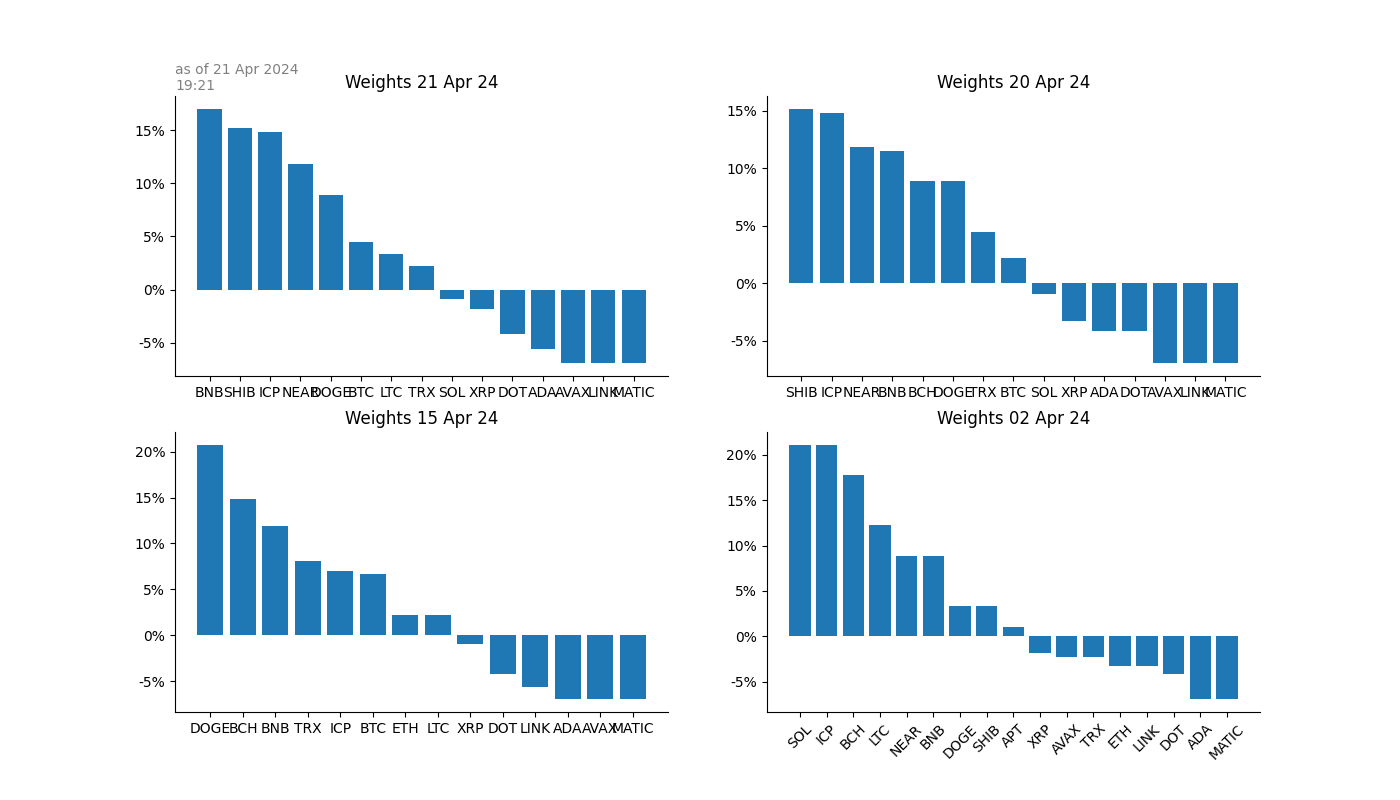 as of 21 Apr 2024
19:21
Weights 21 Apr 24
15%
10%
5%
0%
-5%
BNB SHIB ICP NEAR DOGE BTC LTC TRX SOL XRP DOT ADA AVAX LINK MATIC
Weights 20 Apr 24
15%
10%
5%
0%
-5%
SHIB ICP NEAR BNB BCH DOGE TRX BTC SOL XRP ADA DOT AVAX LINK MATIC
Weights 15 Apr 24
20%
15%
10%
5%
0%
-5%
DOGE BCH BNB TRX ICP BTC ETH LTC XRP DOT LINK ADA AVAX MATIC
Weights 02 Apr 24
20%
15%
10%
5%
0%
-5%
SOL ICP BCH LTC NEAR BNB DOGE SHIB APT XRP AVAX TRX ETH LINK DOT ADA MATIC